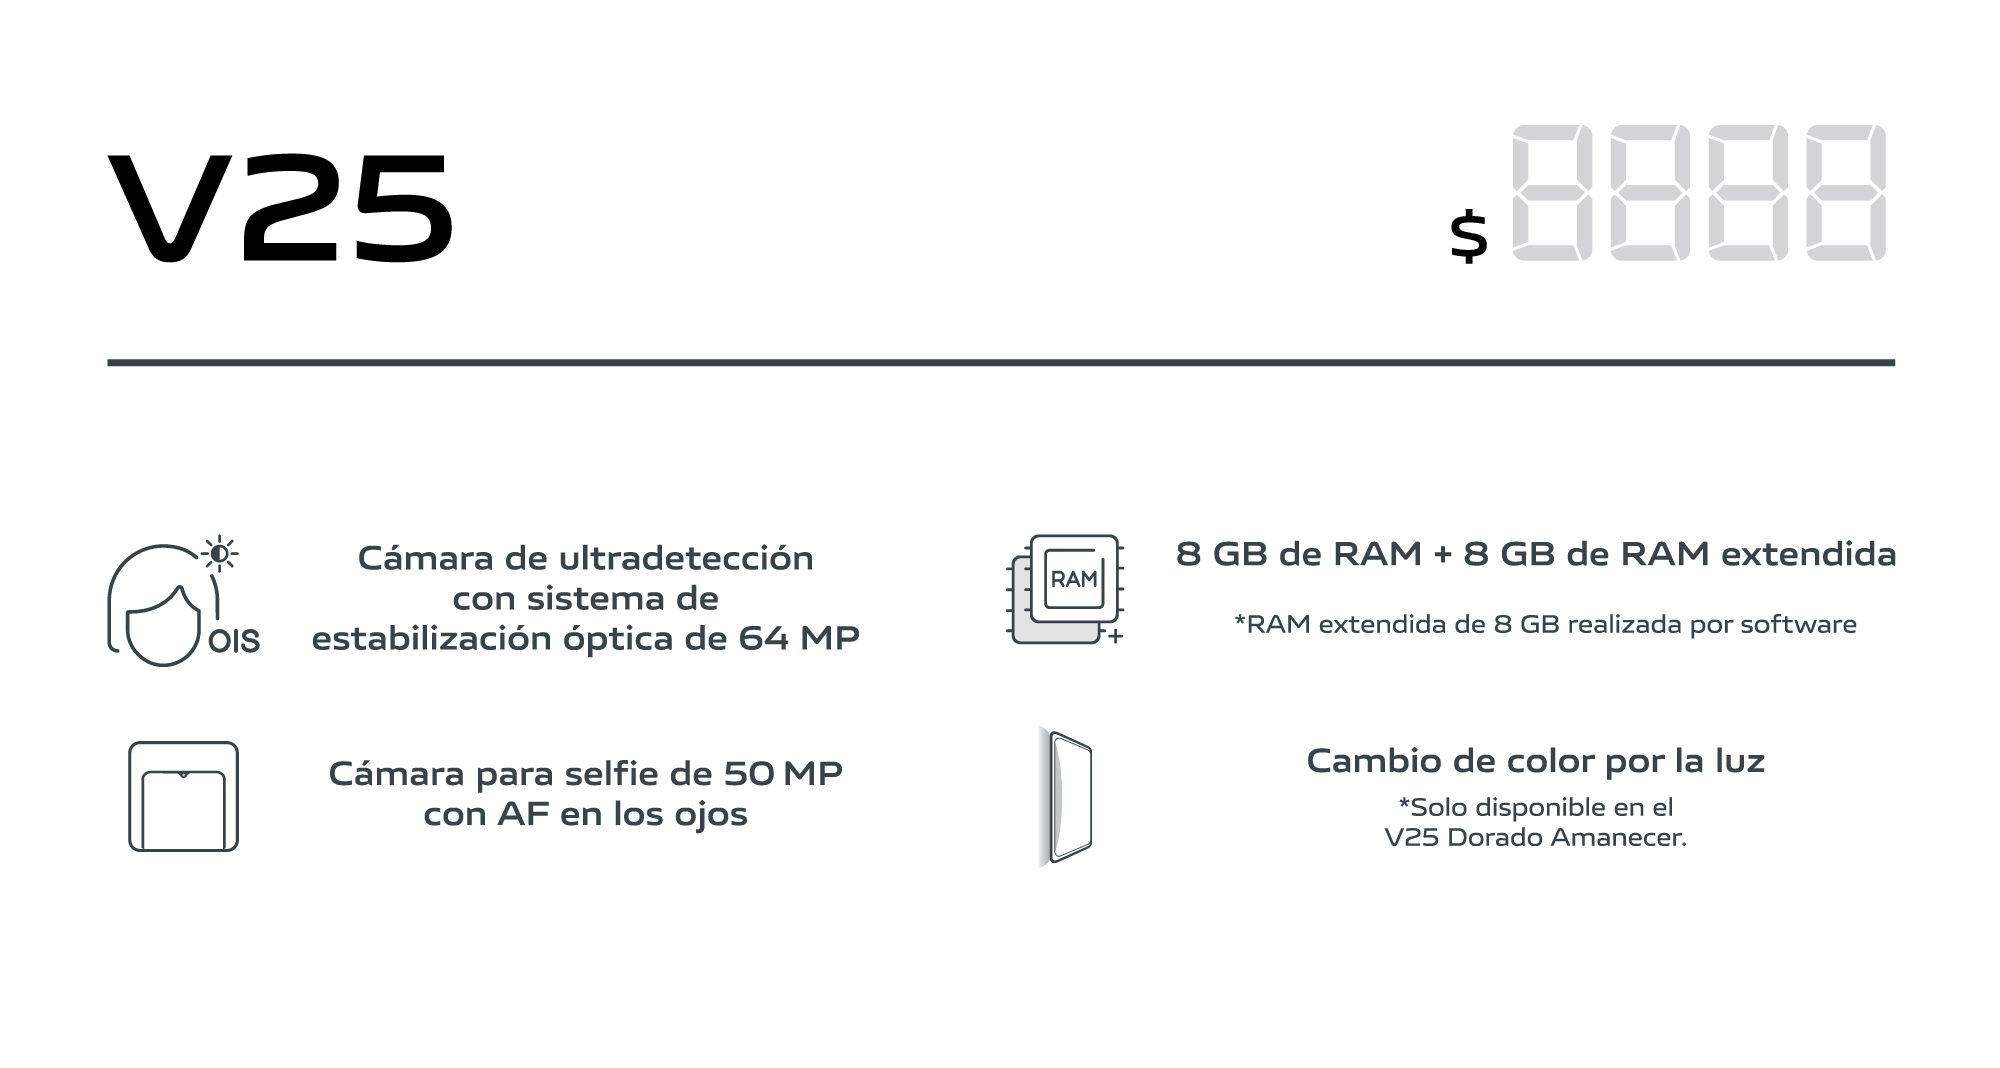 V25
$
Cámara de ultradetección
con sistema de
estabilización óptica de 64 MP
OIS
8 GB de RAM + 8 GB de RAM extendida
*RAM extendida de 8 GB realizada por software
RAM
+
Cámara para selfie de 50 MP
con AF en los ojos
Cambio de color por la luz
*Solo disponible en el
V25 Dorado Amanecer.